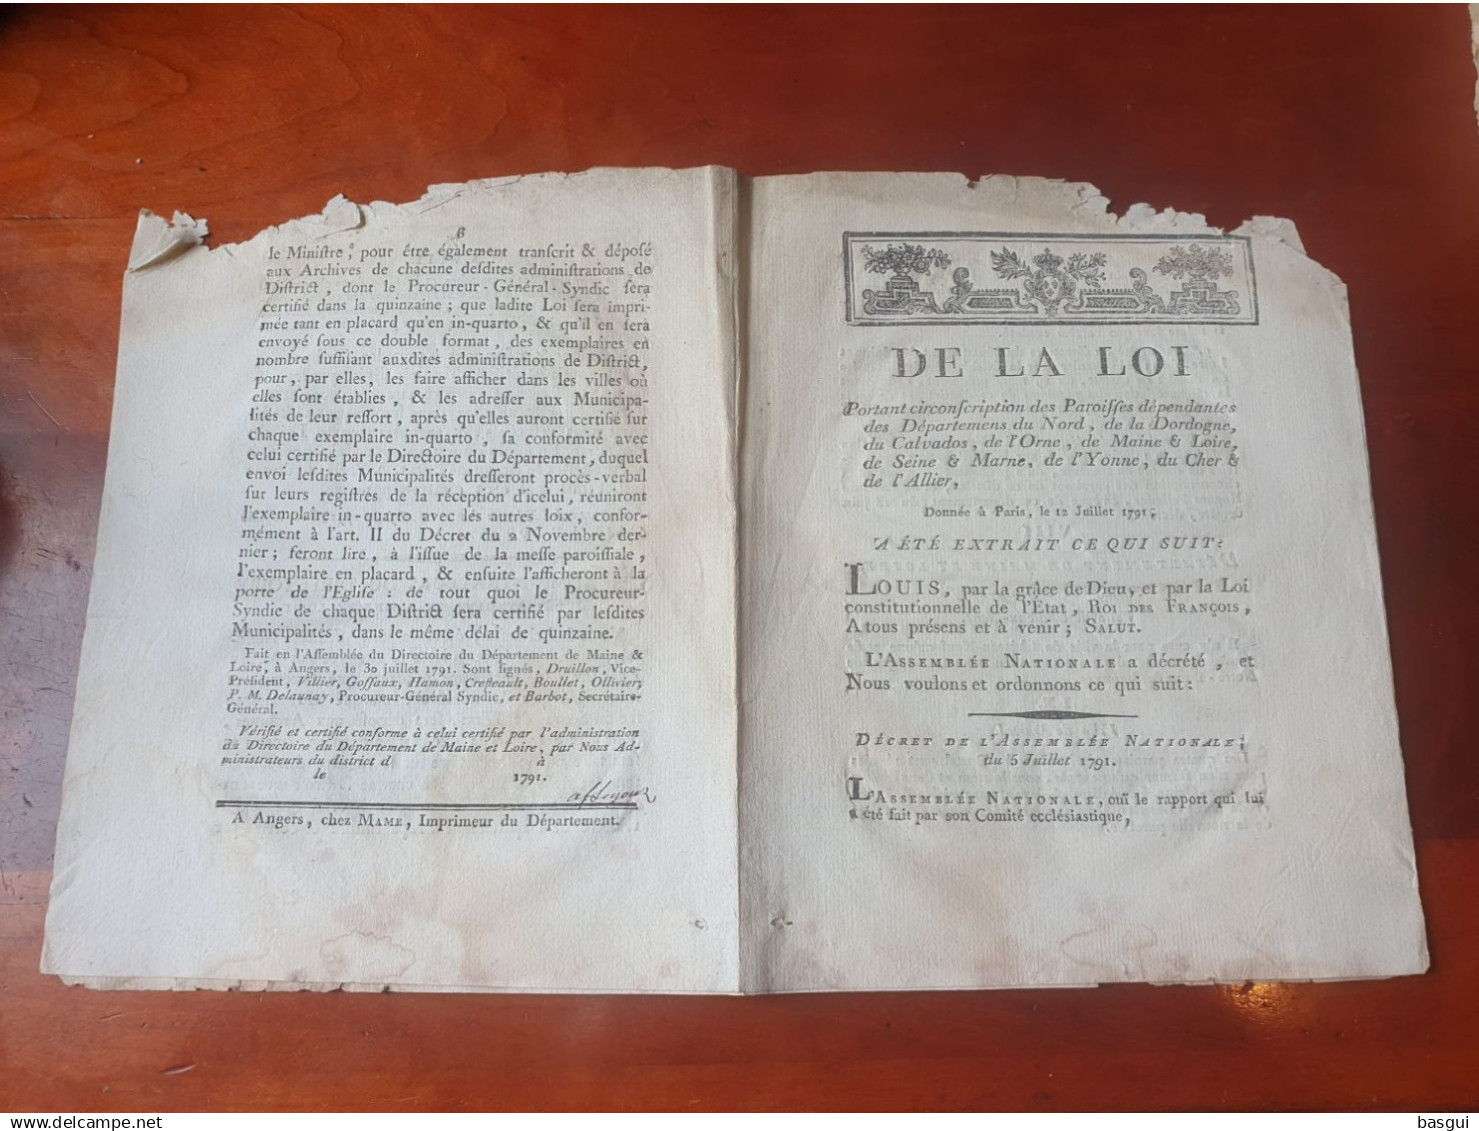 6
le Ministre, pour être également transcrit & déposé
aux Archives de chacune desdites administrations de
District, dont le Procureur-Général-Syndic sera
certifié dans la quinzaine; que ladite Loi sera impri-
mée tant en placard qu'en in-quarto, & qu'il en sera
envoyé sous ce double format, des exemplaires en
nombre suffisant auxdites administrations de District,
pour, par elles, les faire afficher dans les villes où
elles sont établies, & les adresser aux Municipa-
lités de leur ressort, après qu'elles auront certifié sur
chaque exemplaire in-quarto, sa conformité avec
celui certifié par le Directoire du Département, duquel
envoi lesdites Municipalités dresseront procès-verbal
sur leurs registres de la réception d'icelui, réuniront
l'exemplaire in-quarto avec les autres loix, confor-
mément à l'art. II du Décret du 2 Novembre der-
nier; feront lire, à l'issue de la messe paroissiale,
l'exemplaire en placard, & ensuite l'afficheront à la
porte de l'Eglise: de tout quoi le Procureur-
Syndic de chaque District sera certifié par lesdites
Municipalités, dans le même délai de quinzaine.
Fait en l'Assemblée du Directoire du Département de Maine &
Loire, à Angers, le 30 juillet 1791. Sont signés, Druillon, Vice-
Président, Villier, Gossaux, Hamon, Cresteault, Boullet, Ollivier;
P. M. Delaunay, Procureur-Général Syndic, et Barbot, Secrétaire-
Général.
Vérifié et certifié conforme à celui certifié par l'administration
du Directoire du Département de Maine et Loire, par Nous Ad-
ministrateurs du district d à
le 1791.
A Angers, chez MAME, Imprimeur du Département.
DE LA LOI
Portant circonscription des Paroisses dépendantes
des Départemens du Nord, de la Dordogne,
du Calvados, de l'Orne, de Maine & Loire,
de Seine & Marne, de l'Yonne, du Cher &
de l'Allier,
Donnée à Paris, le 12 Juillet 1791;
A ÉTÉ EXTRAIT CE QUI SUIT:
LOUIS, par la grâce de Dieu, et par la Loi
constitutionnelle de l'État, ROI DES FRANÇOIS,
A tous présens et à venir; SALUT.
L'ASSEMBLÉE NATIONALE a décrété, et
Nous voulons et ordonnons ce qui suit:
DÉCRET DE L'ASSEMBLÉE NATIONALE;
du 5 Juillet 1791.
L'ASSEMBLÉE NATIONALE, ouï le rapport qui lui
a été fait par son Comité ecclésiastique,
delcampe.net
basgui